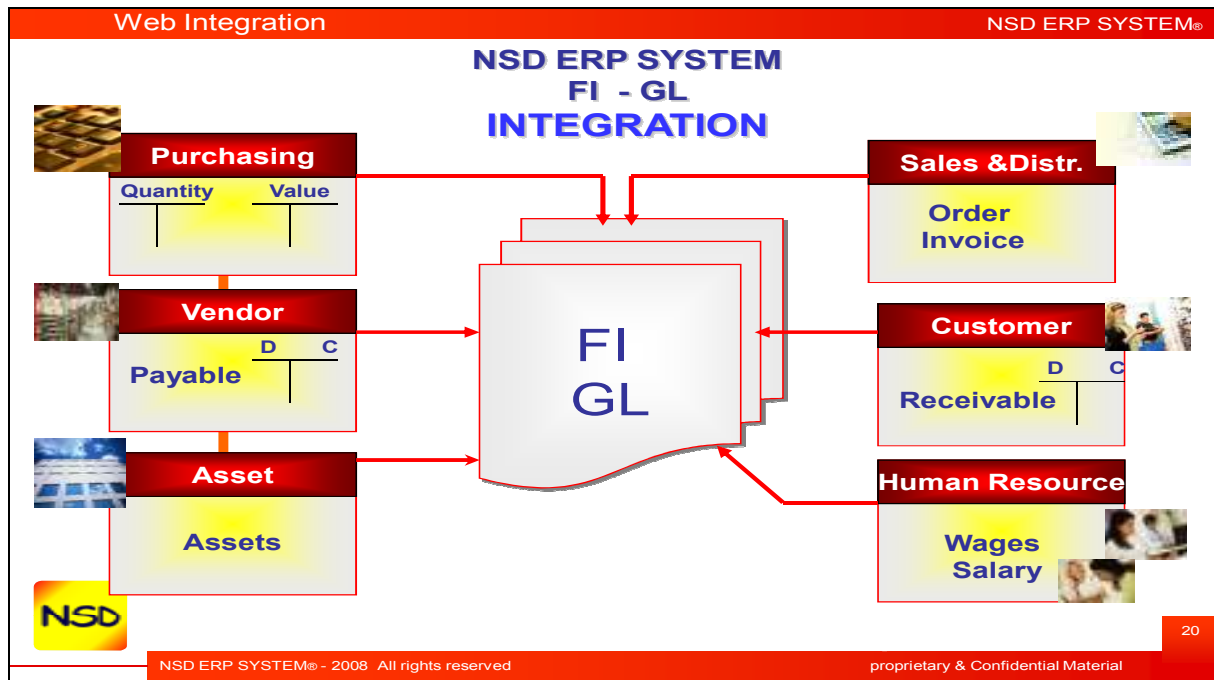 Web Integration
NSD ERP SYSTEM®
NSD ERP SYSTEM
FI - GL
INTEGRATION
Purchasing
Quantity Value
Vendor
D C
Payable
Asset
Assets
FI
GL
Sales &Distr.
Order
Invoice
Customer
D C
Receivable
Human Resource
Wages
Salary
NSD
20
NSD ERP SYSTEM® - 2008 All rights reserved
proprietary & Confidential Material